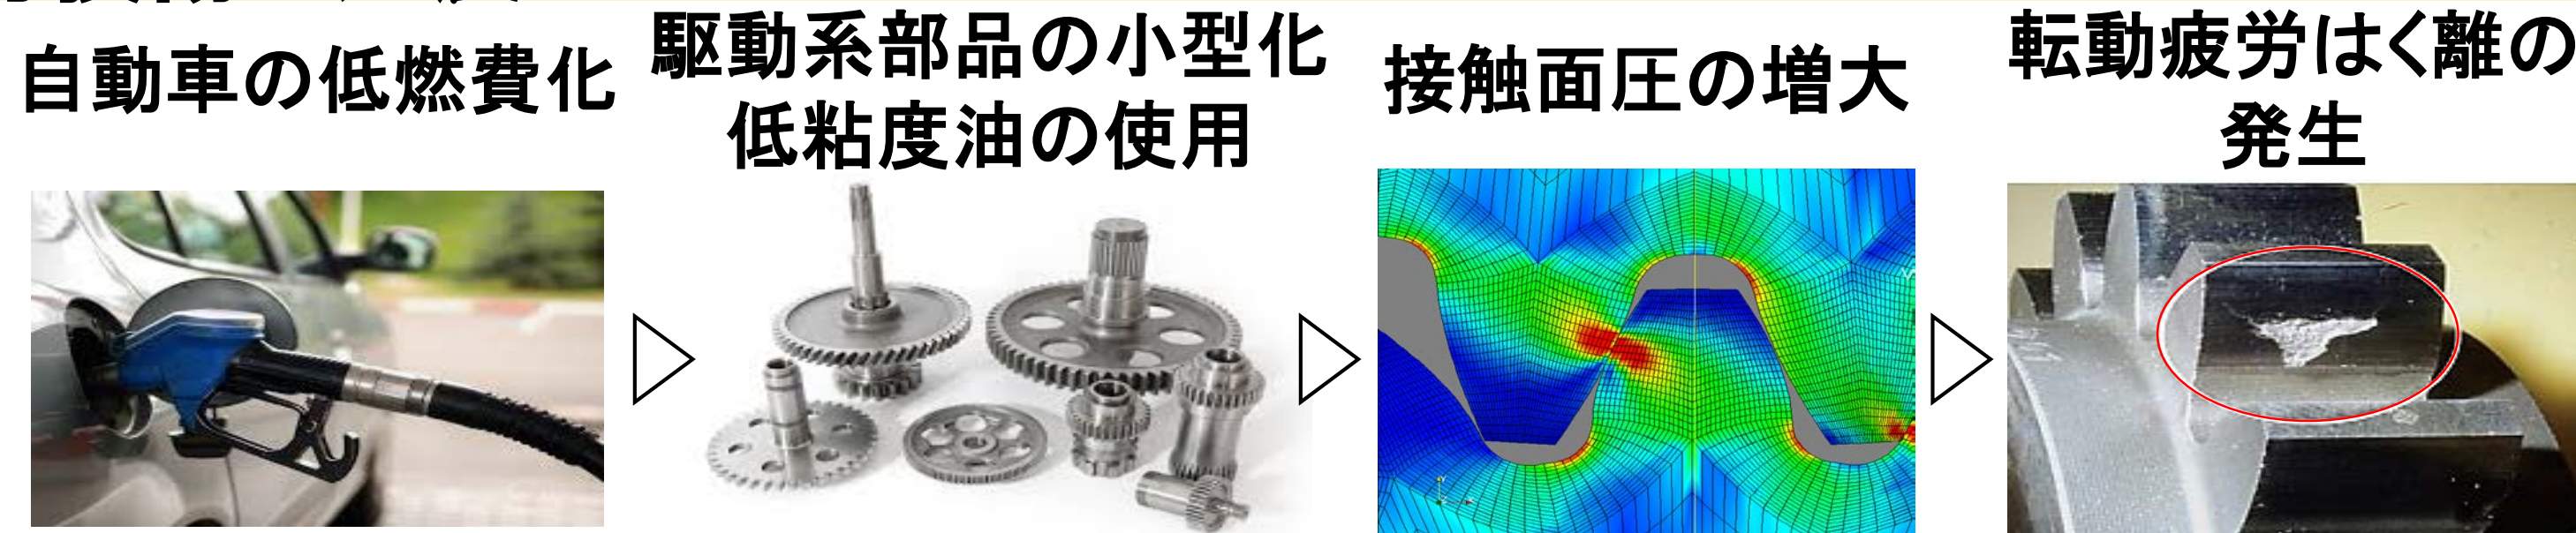 自動車の低燃費化
駆動系部品の小型化
低粘度油の使用
接触面圧の増大
転動疲労はく離の
発生